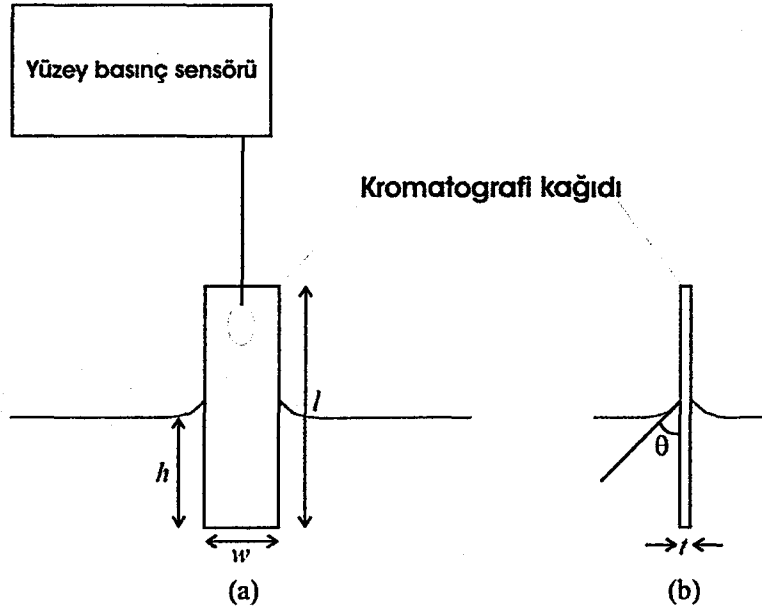 Yüzey basınç sensörü
Kromatografi kağıdı
l
h
θ
w
t
(a)
(b)